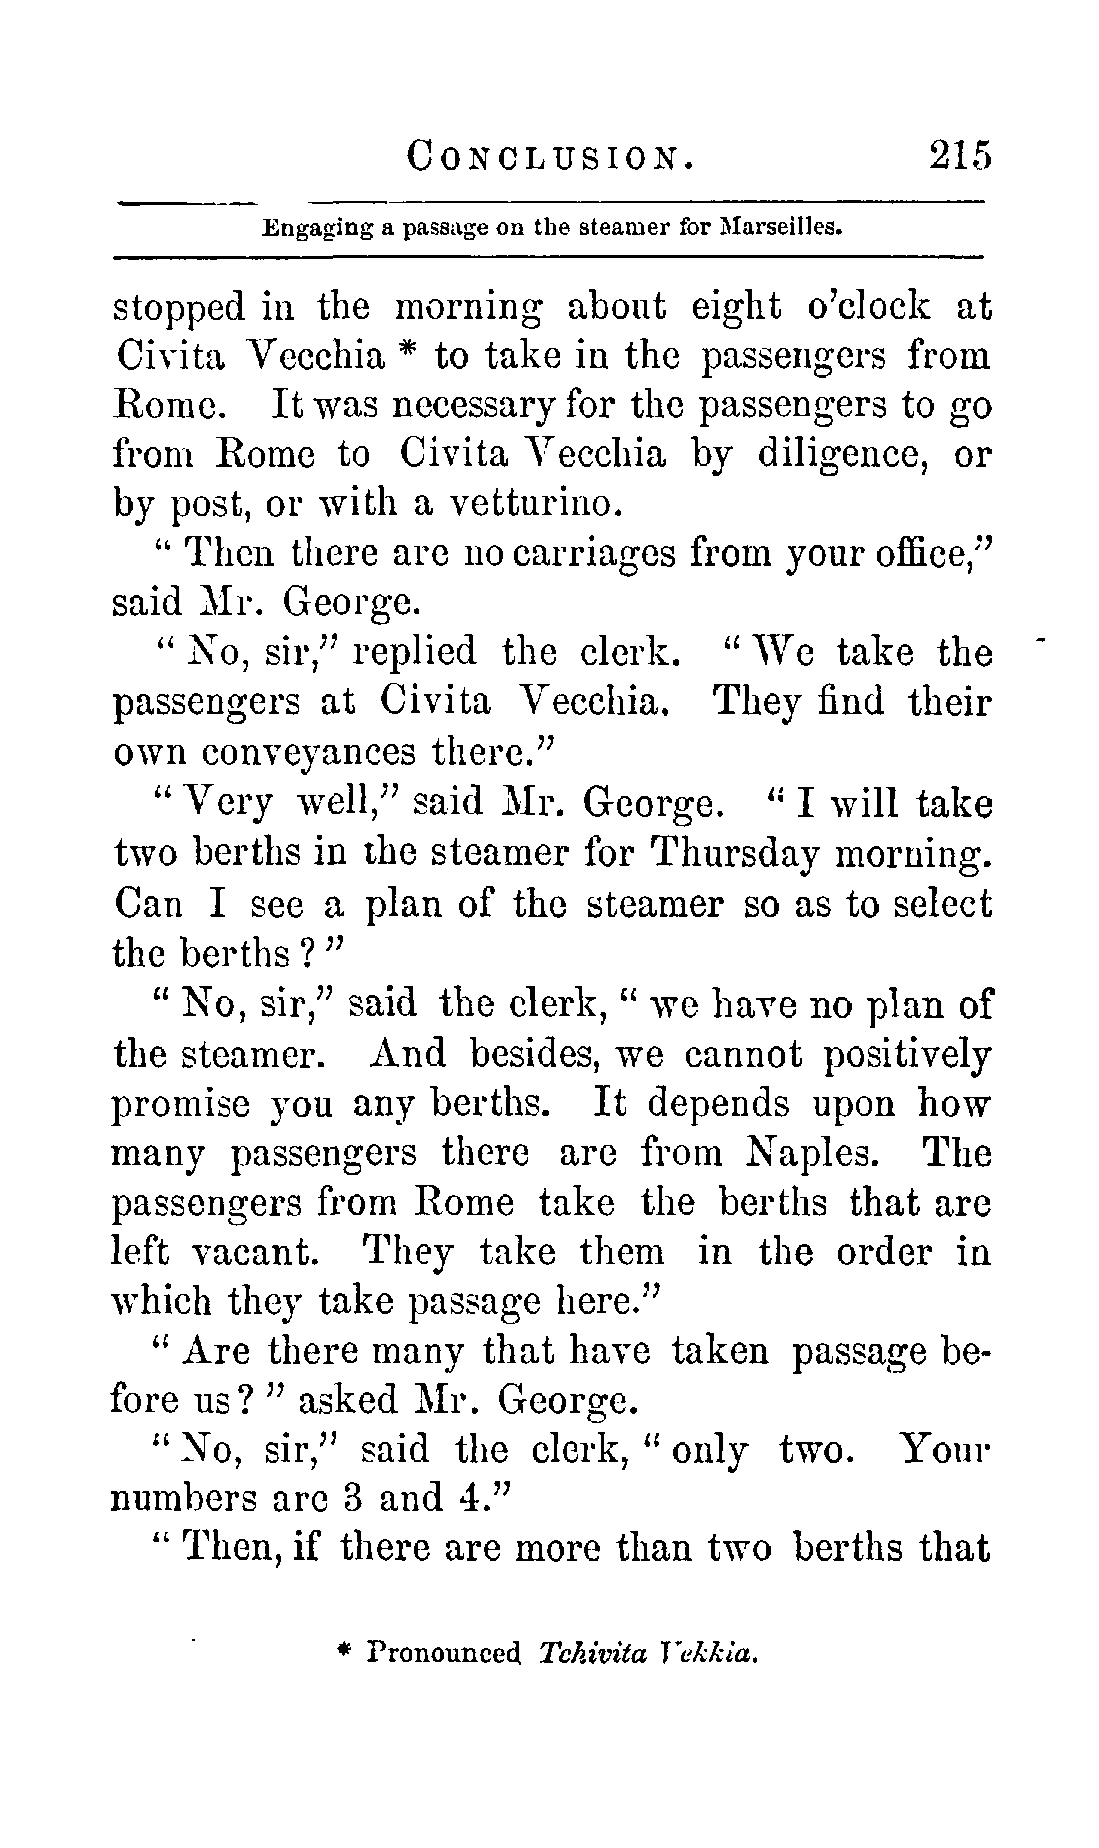 CONCLUSION. 215
Engaging a passage on the steamer for Marseilles.
stopped in the morning about eight o'clock at
Civita Vecchia * to take in the passengers from
Rome. It was necessary for the passengers to go
from Rome to Civita Vecchia by diligence, or
by post, or with a vetturino.
" Then there are no carriages from your office,"
said Mr. George.
" No, sir," replied the clerk. " We take the
passengers at Civita Vecchia. They find their
own conveyances there."
" Very well," said Mr. George. " I will take
two berths in the steamer for Thursday morning.
Can I see a plan of the steamer so as to select
the berths ? "
" No, sir," said the clerk, " we have no plan of
the steamer. And besides, we cannot positively
promise you any berths. It depends upon how
many passengers there are from Naples. The
passengers from Rome take the berths that are
left vacant. They take them in the order in
which they take passage here."
" Are there many that have taken passage be-
fore us ? " asked Mr. George.
" No, sir," said the clerk, " only two. Your
numbers are 3 and 4."
" Then, if there are more than two berths that
* Pronounced Tchivita Vekkia.